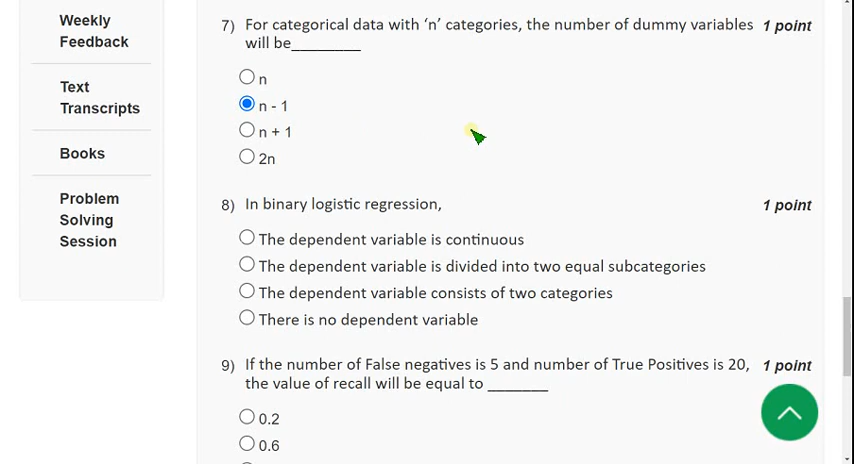 Weekly
Feedback
Text
Transcripts
Books
Problem
Solving
Session
7) For categorical data with ‘n’ categories, the number of dummy variables 1 point
will be________
n
n - 1
n + 1
2n
8) In binary logistic regression, 1 point
The dependent variable is continuous
The dependent variable is divided into two equal subcategories
The dependent variable consists of two categories
There is no dependent variable
9) If the number of False negatives is 5 and number of True Positives is 20, 1 point
the value of recall will be equal to _______
0.2
0.6